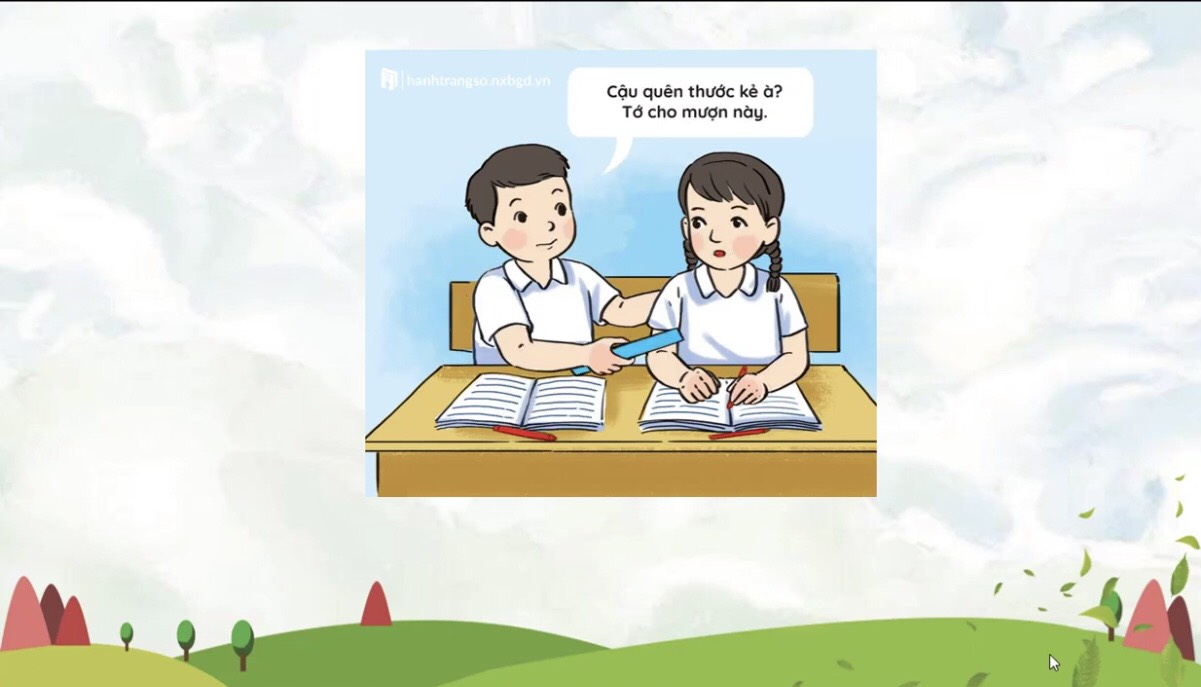 hanhtrangso.nxbgd.vn
Cậu quên thước kẻ à?
Tớ cho mượn này.